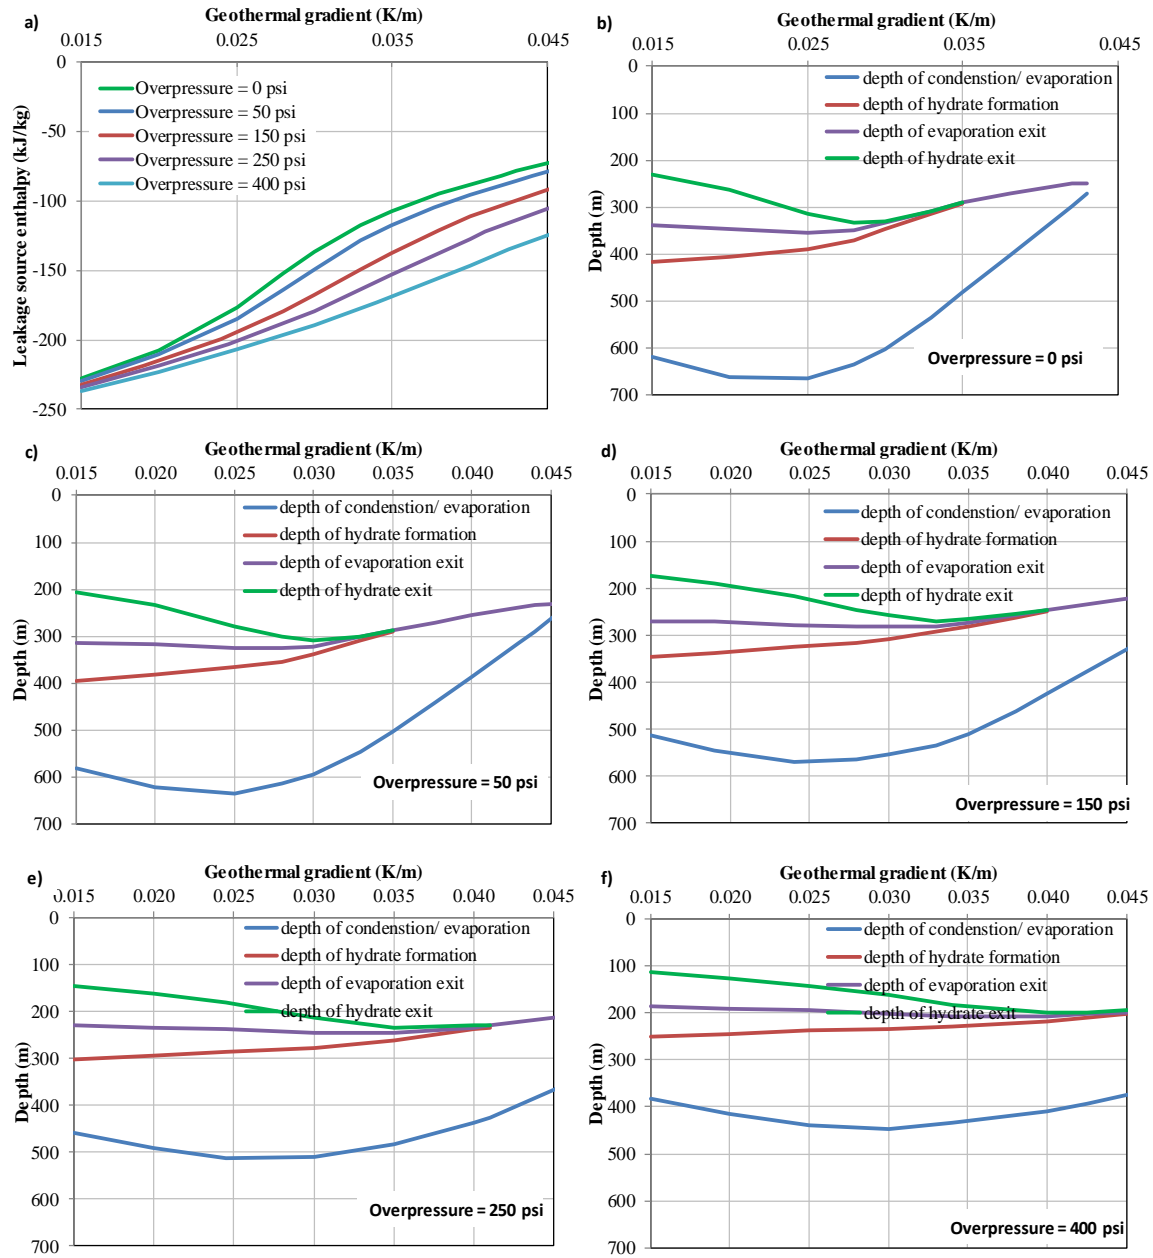 a)
Geothermal gradient (K/m)
0.015 0.025 0.035 0.045
0
-50
-100
-150
-200
-250
Leakage source enthalpy (kJ/kg)
Overpressure = 0 psi
Overpressure = 50 psi
Overpressure = 150 psi
Overpressure = 250 psi
Overpressure = 400 psi
b)
Geothermal gradient (K/m)
0.015 0.025 0.035 0.045
0
100
200
300
400
500
600
700
Depth (m)
depth of condenstion/ evaporation
depth of hydrate formation
depth of evaporation exit
depth of hydrate exit
Overpressure = 0 psi
c)
Geothermal gradient (K/m)
0.015 0.020 0.025 0.030 0.035 0.040 0.045
0
100
200
300
400
500
600
700
Depth (m)
depth of condenstion/ evaporation
depth of hydrate formation
depth of evaporation exit
depth of hydrate exit
Overpressure = 50 psi
d)
Geothermal gradient (K/m)
0.015 0.020 0.025 0.030 0.035 0.040 0.045
0
100
200
300
400
500
600
700
Depth (m)
depth of condenstion/ evaporation
depth of hydrate formation
depth of evaporation exit
depth of hydrate exit
Overpressure = 150 psi
e)
Geothermal gradient (K/m)
0.015 0.020 0.025 0.030 0.035 0.040 0.045
0
100
200
300
400
500
600
700
Depth (m)
depth of condenstion/ evaporation
depth of hydrate formation
depth of evaporation exit
depth of hydrate exit
Overpressure = 250 psi
f)
Geothermal gradient (K/m)
0.015 0.020 0.025 0.030 0.035 0.040 0.045
0
100
200
300
400
500
600
700
Depth (m)
depth of condenstion/ evaporation
depth of hydrate formation
depth of evaporation exit
depth of hydrate exit
Overpressure = 400 psi